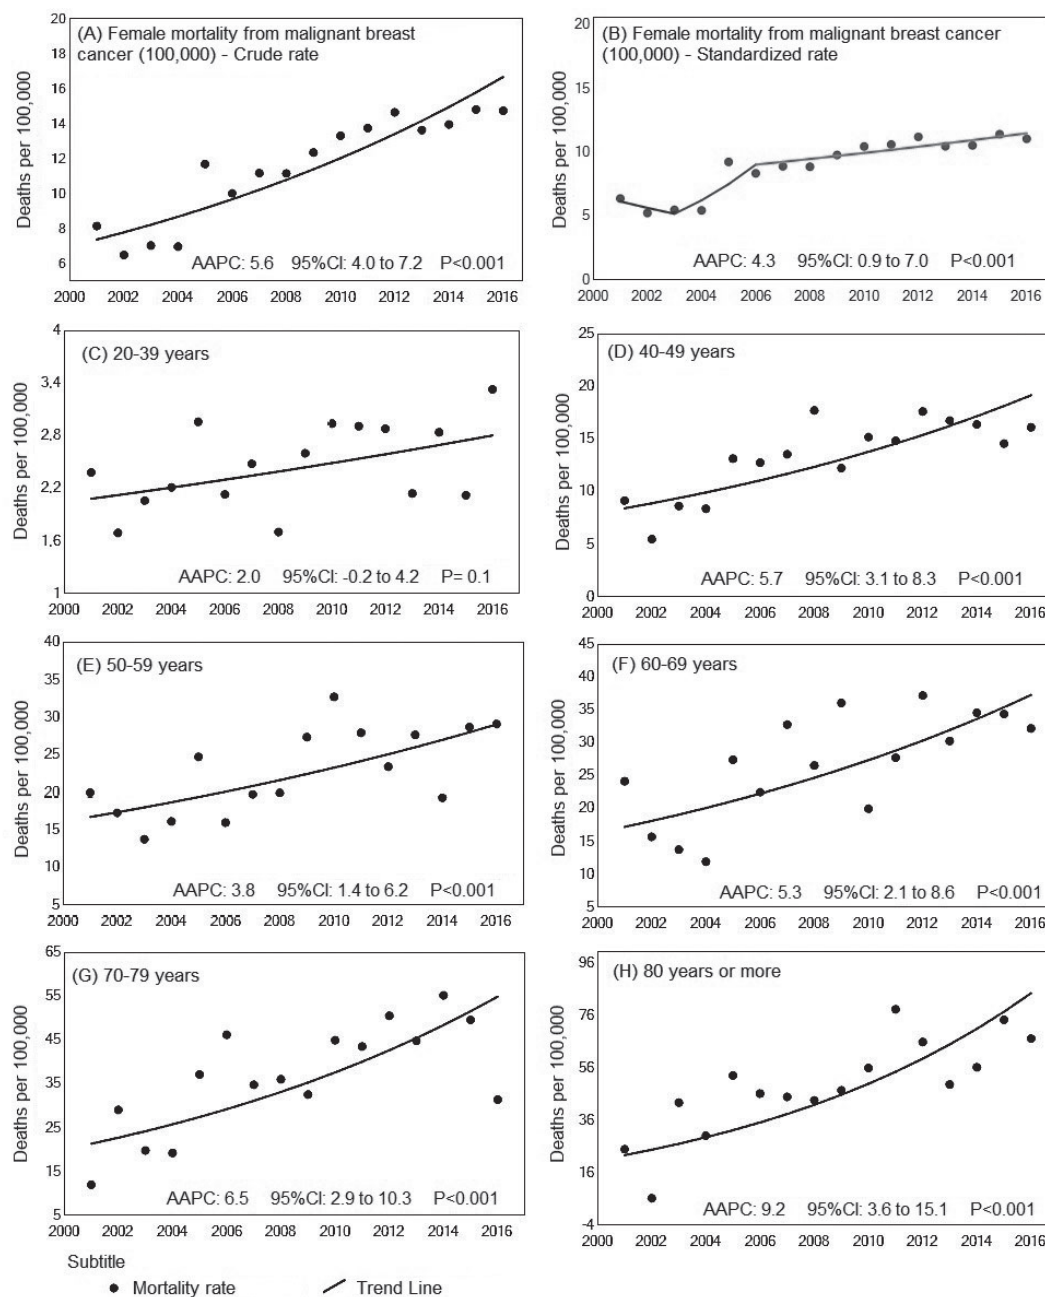 (A) Female mortality from malignant breast
cancer (100,000) - Crude rate
Deaths per 100,000
20
18
16
14
12
10
8
6
AAPC: 5.6 95%CI: 4.0 to 7.2 P<0.001
2000 2002 2004 2006 2008 2010 2012 2014 2016
(B) Female mortality from malignant breast cancer
(100,000) - Standardized rate
Deaths per 100,000
20
15
10
5
0
AAPC: 4.3 95%CI: 0.9 to 7.0 P<0.001
2000 2002 2004 2006 2008 2010 2012 2014 2016
(C) 20-39 years
Deaths per 100,000
4
3.4
2.8
2.2
1.6
1
AAPC: 2.0 95%CI: -0.2 to 4.2 P= 0.1
2000 2002 2004 2006 2008 2010 2012 2014 2016
(D) 40-49 years
Deaths per 100,000
25
20
15
10
5
0
AAPC: 5.7 95%CI: 3.1 to 8.3 P<0.001
2000 2002 2004 2006 2008 2010 2012 2014 2016
(E) 50-59 years
Deaths per 100,000
40
35
30
25
20
15
10
5
AAPC: 3.8 95%CI: 1.4 to 6.2 P<0.001
2000 2002 2004 2006 2008 2010 2012 2014 2016
(F) 60-69 years
Deaths per 100,000
45
40
35
30
25
20
15
10
5
AAPC: 5.3 95%CI: 2.1 to 8.6 P<0.001
2000 2002 2004 2006 2008 2010 2012 2014 2016
(G) 70-79 years
Deaths per 100,000
65
55
45
35
25
15
5
AAPC: 6.5 95%CI: 2.9 to 10.3 P<0.001
2000 2002 2004 2006 2008 2010 2012 2014 2016
(H) 80 years or more
Deaths per 100,000
96
76
56
36
16
-4
AAPC: 9.2 95%CI: 3.6 to 15.1 P<0.001
2000 2002 2004 2006 2008 2010 2012 2014 2016
Subtitle
Mortality rate Trend Line